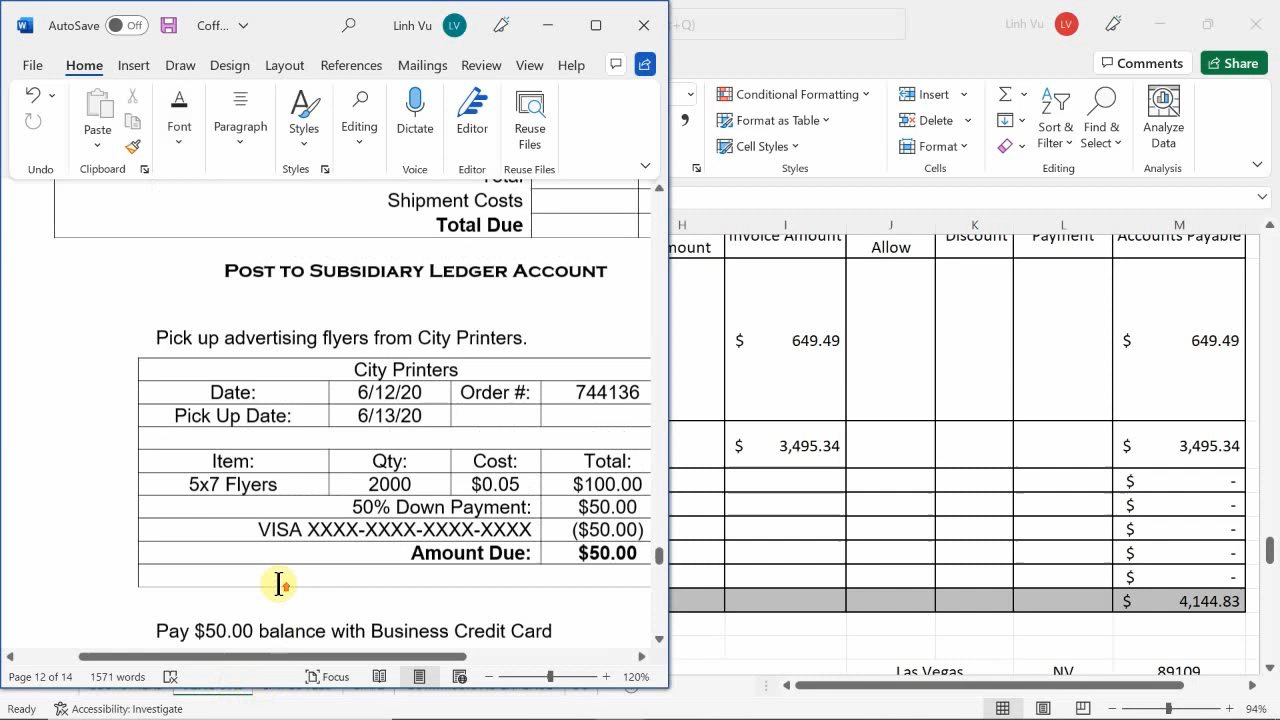 AutoSave Off Coff... Linh Vu LV
File Home Insert Draw Design Layout References Mailings Review View Help
Paste Font Paragraph Styles Editing Dictate Editor Reuse Files
Undo Clipboard Styles Voice Editor Reuse Files
Total
Shipment Costs
Total Due
POST TO SUBSIDIARY LEDGER ACCOUNT
Pick up advertising flyers from City Printers.
City Printers
Date: 6/12/20 Order #: 744136
Pick Up Date: 6/13/20
Item: Qty: Cost: Total:
5x7 Flyers 2000 $0.05 $100.00
50% Down Payment: $50.00
VISA XXXX-XXXX-XXXX-XXXX ($50.00)
Amount Due: $50.00
Pay $50.00 balance with Business Credit Card
Page 12 of 14 1571 words Focus 120%
+Q) Linh Vu LV
Comments Share
Conditional Formatting Insert
Format as Table Delete
Cell Styles Format
Sort & Filter Find & Select Analyze Data
Styles Cells Editing Analysis
H I J K L M
mount Invoice Amount Allow Discount Payment Accounts Payable
$ 649.49 $ 649.49
$ 3,495.34 $ 3,495.34
$ -
$ -
$ -
$ -
$ -
$ 4,144.83
Las Vegas NV 89109
Ready Accessibility: Investigate 94%